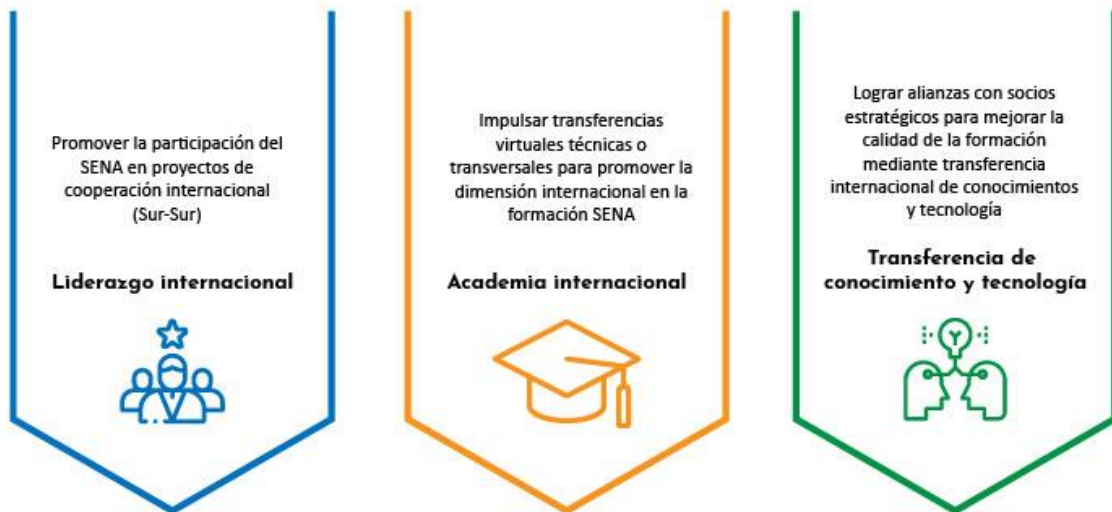 Promover la participación del
SENA en proyectos de
cooperación internacional
(Sur-Sur)
Liderazgo internacional
Impulsar transferencias
virtuales técnicas o
transversales para promover la
dimensión internacional en la
formación SENA
Academia internacional
Lograr alianzas con socios
estratégicos para mejorar la
calidad de la formación
mediante transferencia
internacional de conocimientos
y tecnología
Transferencia de
conocimiento y tecnología